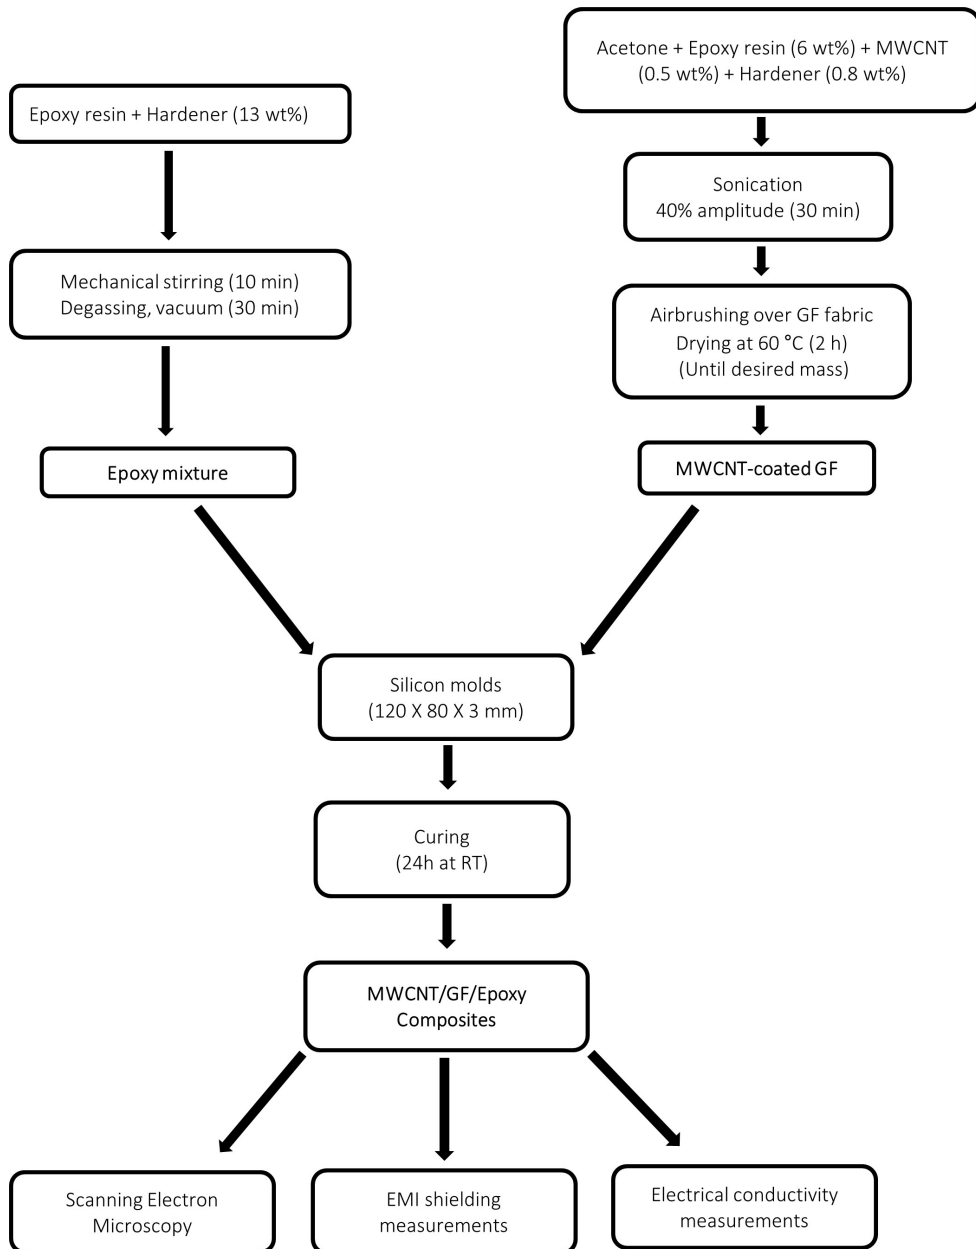 Acetone + Epoxy resin (6 wt%) + MWCNT
(0.5 wt%) + Hardener (0.8 wt%)
Epoxy resin + Hardener (13 wt%)
Sonication
40% amplitude (30 min)
Mechanical stirring (10 min)
Degassing, vacuum (30 min)
Airbrushing over GF fabric
Drying at 60 °C (2 h)
(Until desired mass)
Epoxy mixture
MWCNT-coated GF
Silicon molds
(120 X 80 X 3 mm)
Curing
(24h at RT)
MWCNT/GF/Epoxy
Composites
Scanning Electron
Microscopy
EMI shielding
measurements
Electrical conductivity
measurements